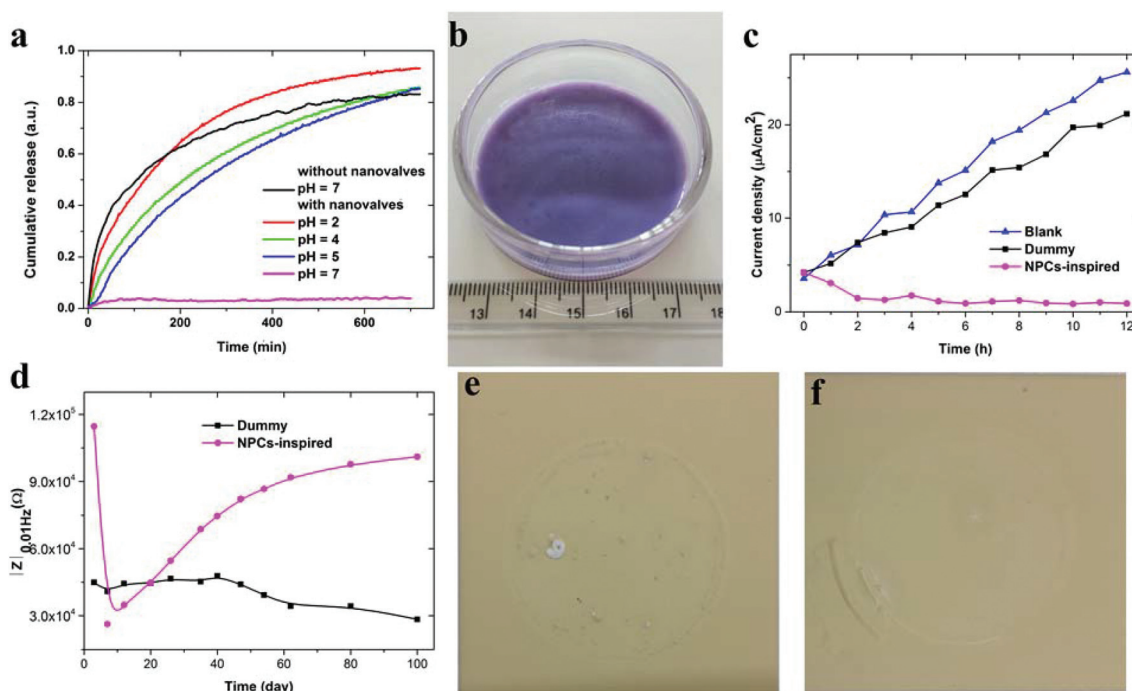 a
1.0
0.8
0.6
0.4
0.2
0.0
Cumulative release (a.u.)
without nanovalves
pH = 7
with nanovalves
pH = 2
pH = 4
pH = 5
pH = 7
0 200 400 600
Time (min)
b
13 14 15 16 17 18
c
20
10
0
Current density (μA/cm²)
Blank
Dummy
NPCs-inspired
0 2 4 6 8 10 12
Time (h)
d
1.2x10⁵
9.0x10⁴
6.0x10⁴
3.0x10⁴
|Z|0.01Hz(Ω)
Dummy
NPCs-inspired
0 20 40 60 80 100
Time (day)
e
f